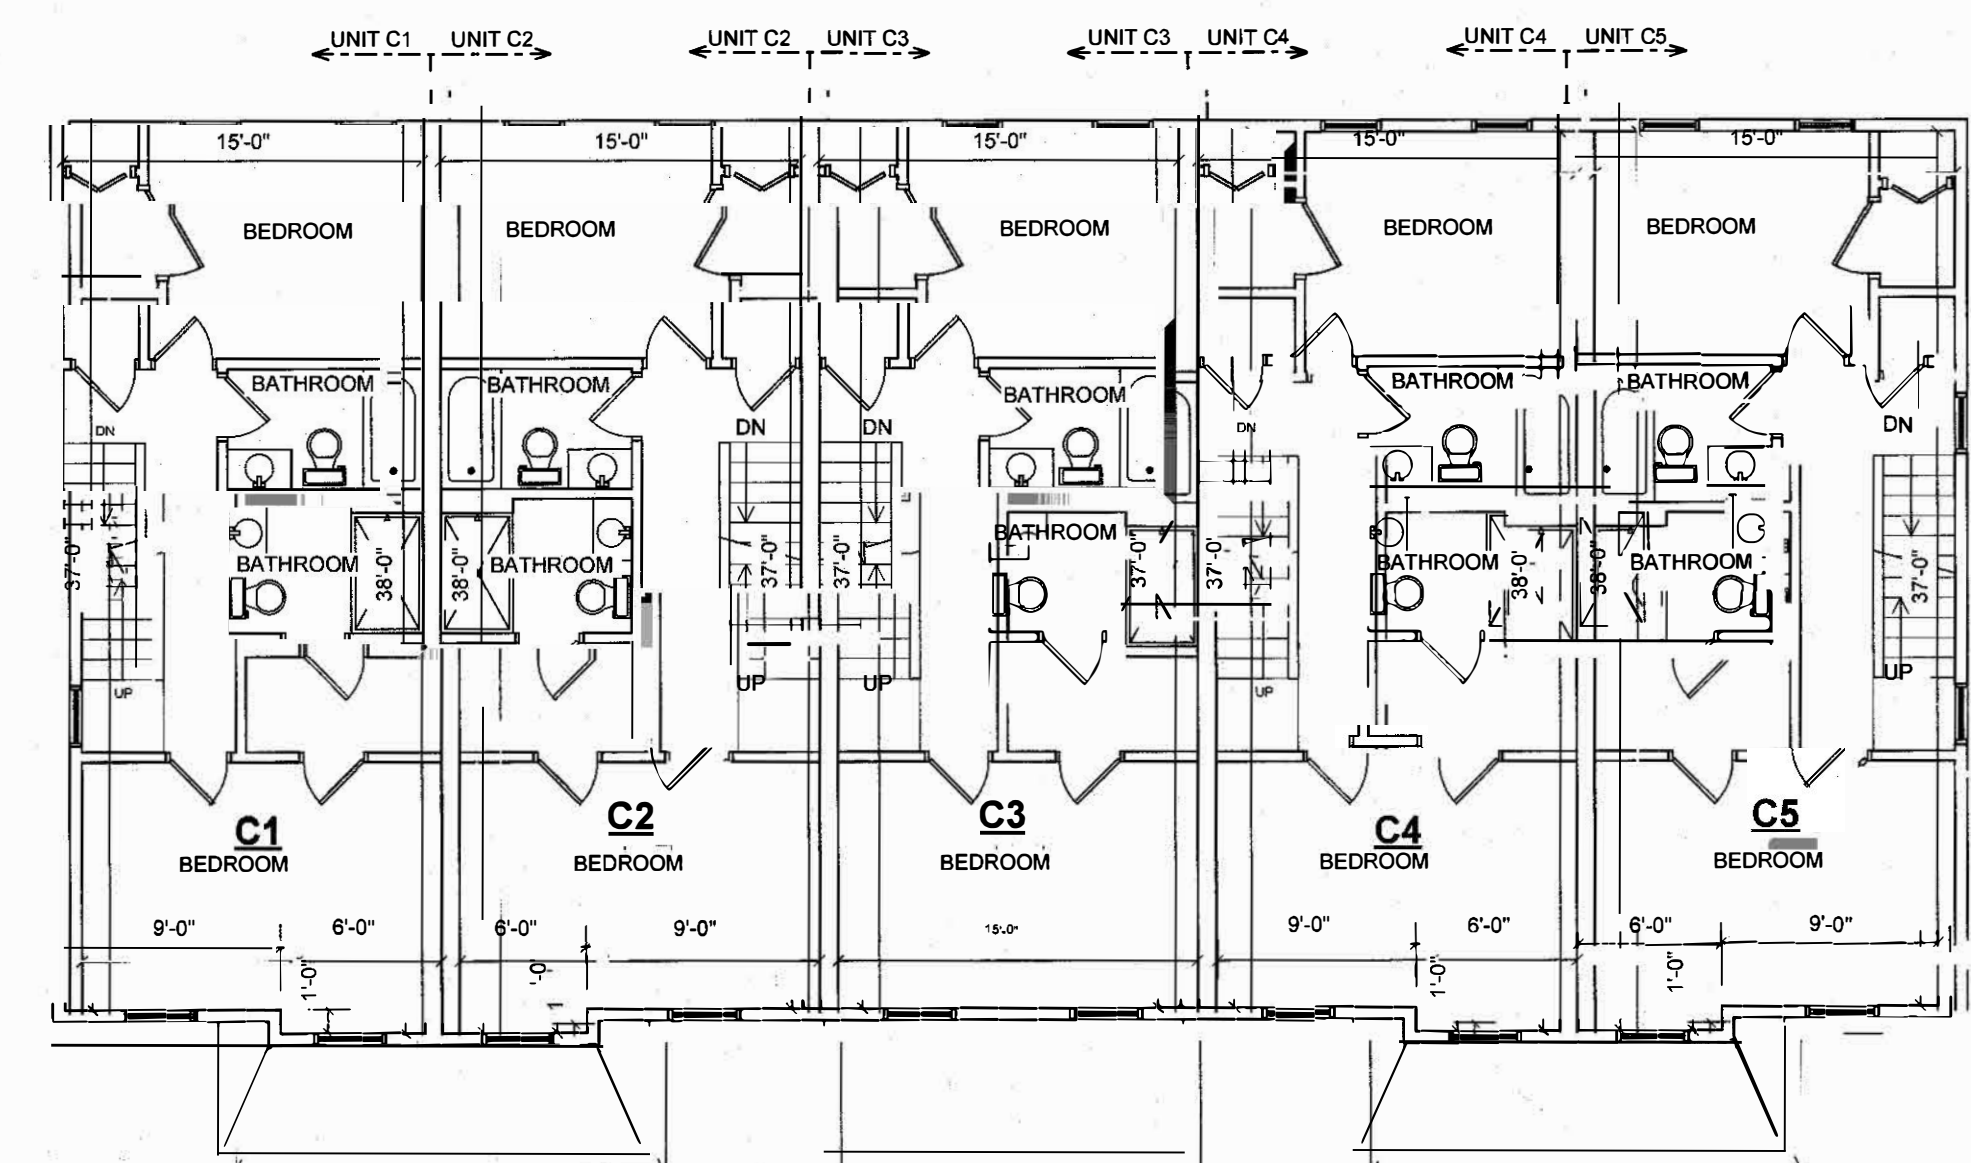 UNIT C1 UNIT C2 UNIT C2 UNIT C3 UNIT C3 UNIT C4 UNIT C4 UNIT C5
15'-0" 15'-0" 15'-0" 15'-0" 15'-0"
BEDROOM BEDROOM BEDROOM BEDROOM BEDROOM
BATHROOM BATHROOM BATHROOM BATHROOM BATHROOM
DN DN DN DN DN
BATHROOM BATHROOM BATHROOM BATHROOM BATHROOM
37'-0" 38'-0" 38'-0" 37'-0" 37'-0" 37'-0" 37'-0' 38'-0' 38'-0" 37'-0"
UP UP UP UP UP
C1 C2 C3 C4 C5
BEDROOM BEDROOM BEDROOM BEDROOM BEDROOM
9'-0" 6'-0" 6'-0" 9'-0" 15'-0" 9'-0" 6'-0" 6'-0" 9'-0"
1'-0" '-0' 1'-0" 1'-0"